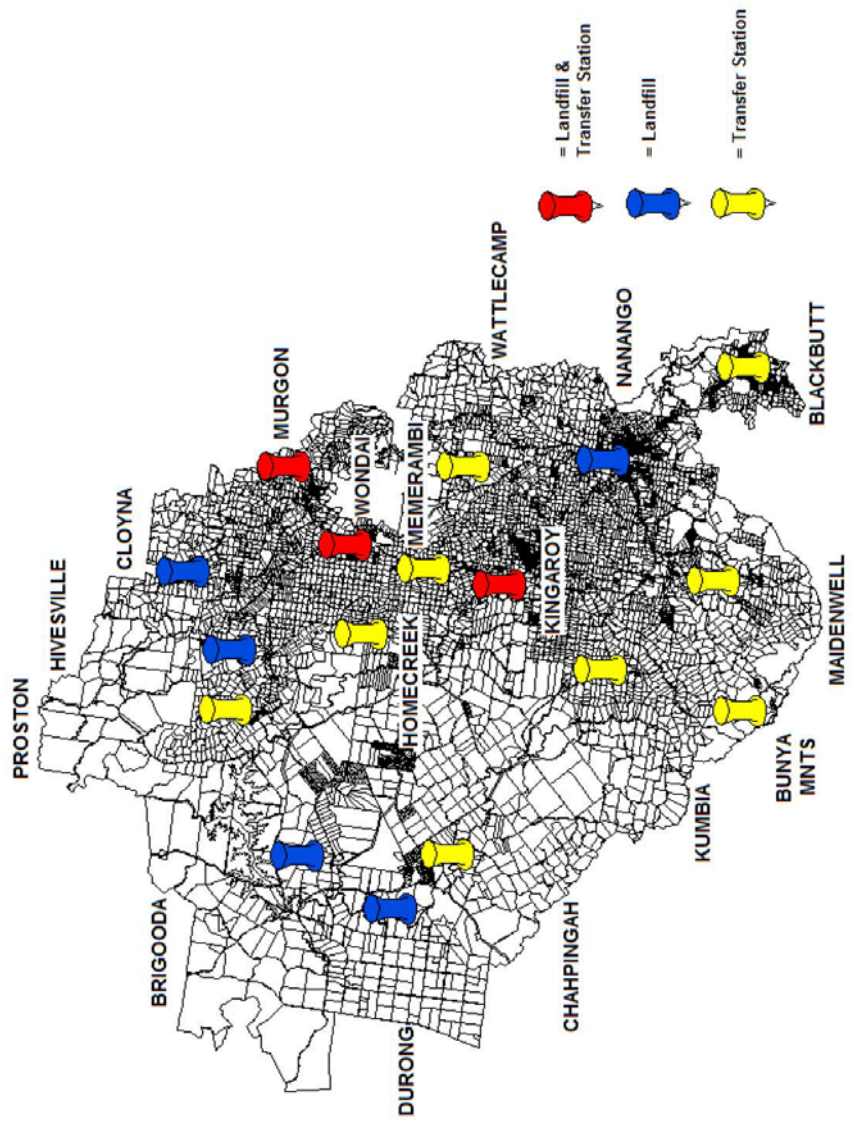 PROSTON
HIVESVILLE
CLOYNA
MURGON
BRIGOODA
WONDAI
MEMERAMBI
WATTLECAMP
HOMECREEK
DURONG
KINGAROY
NANANGO
CHAHPINGAH
KUMBIA
BUNYA
MNTS
MAIDENWELL
BLACKBUTT
= Landfill &
Transfer Station
= Landfill
= Transfer Station